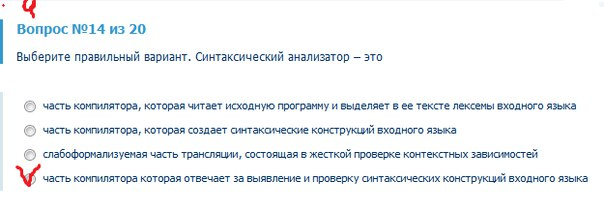 Вопрос №14 из 20
Выберите правильный вариант. Синтаксический анализатор – это
часть компилятора, которая читает исходную программу и выделяет в ее тексте лексемы входного языка
часть компилятора, которая создает синтаксические конструкций входного языка
слабоформализуемая часть трансляции, состоящая в жесткой проверке контекстных зависимостей
часть компилятора которая отвечает за выявление и проверку синтаксических конструкций входного языка